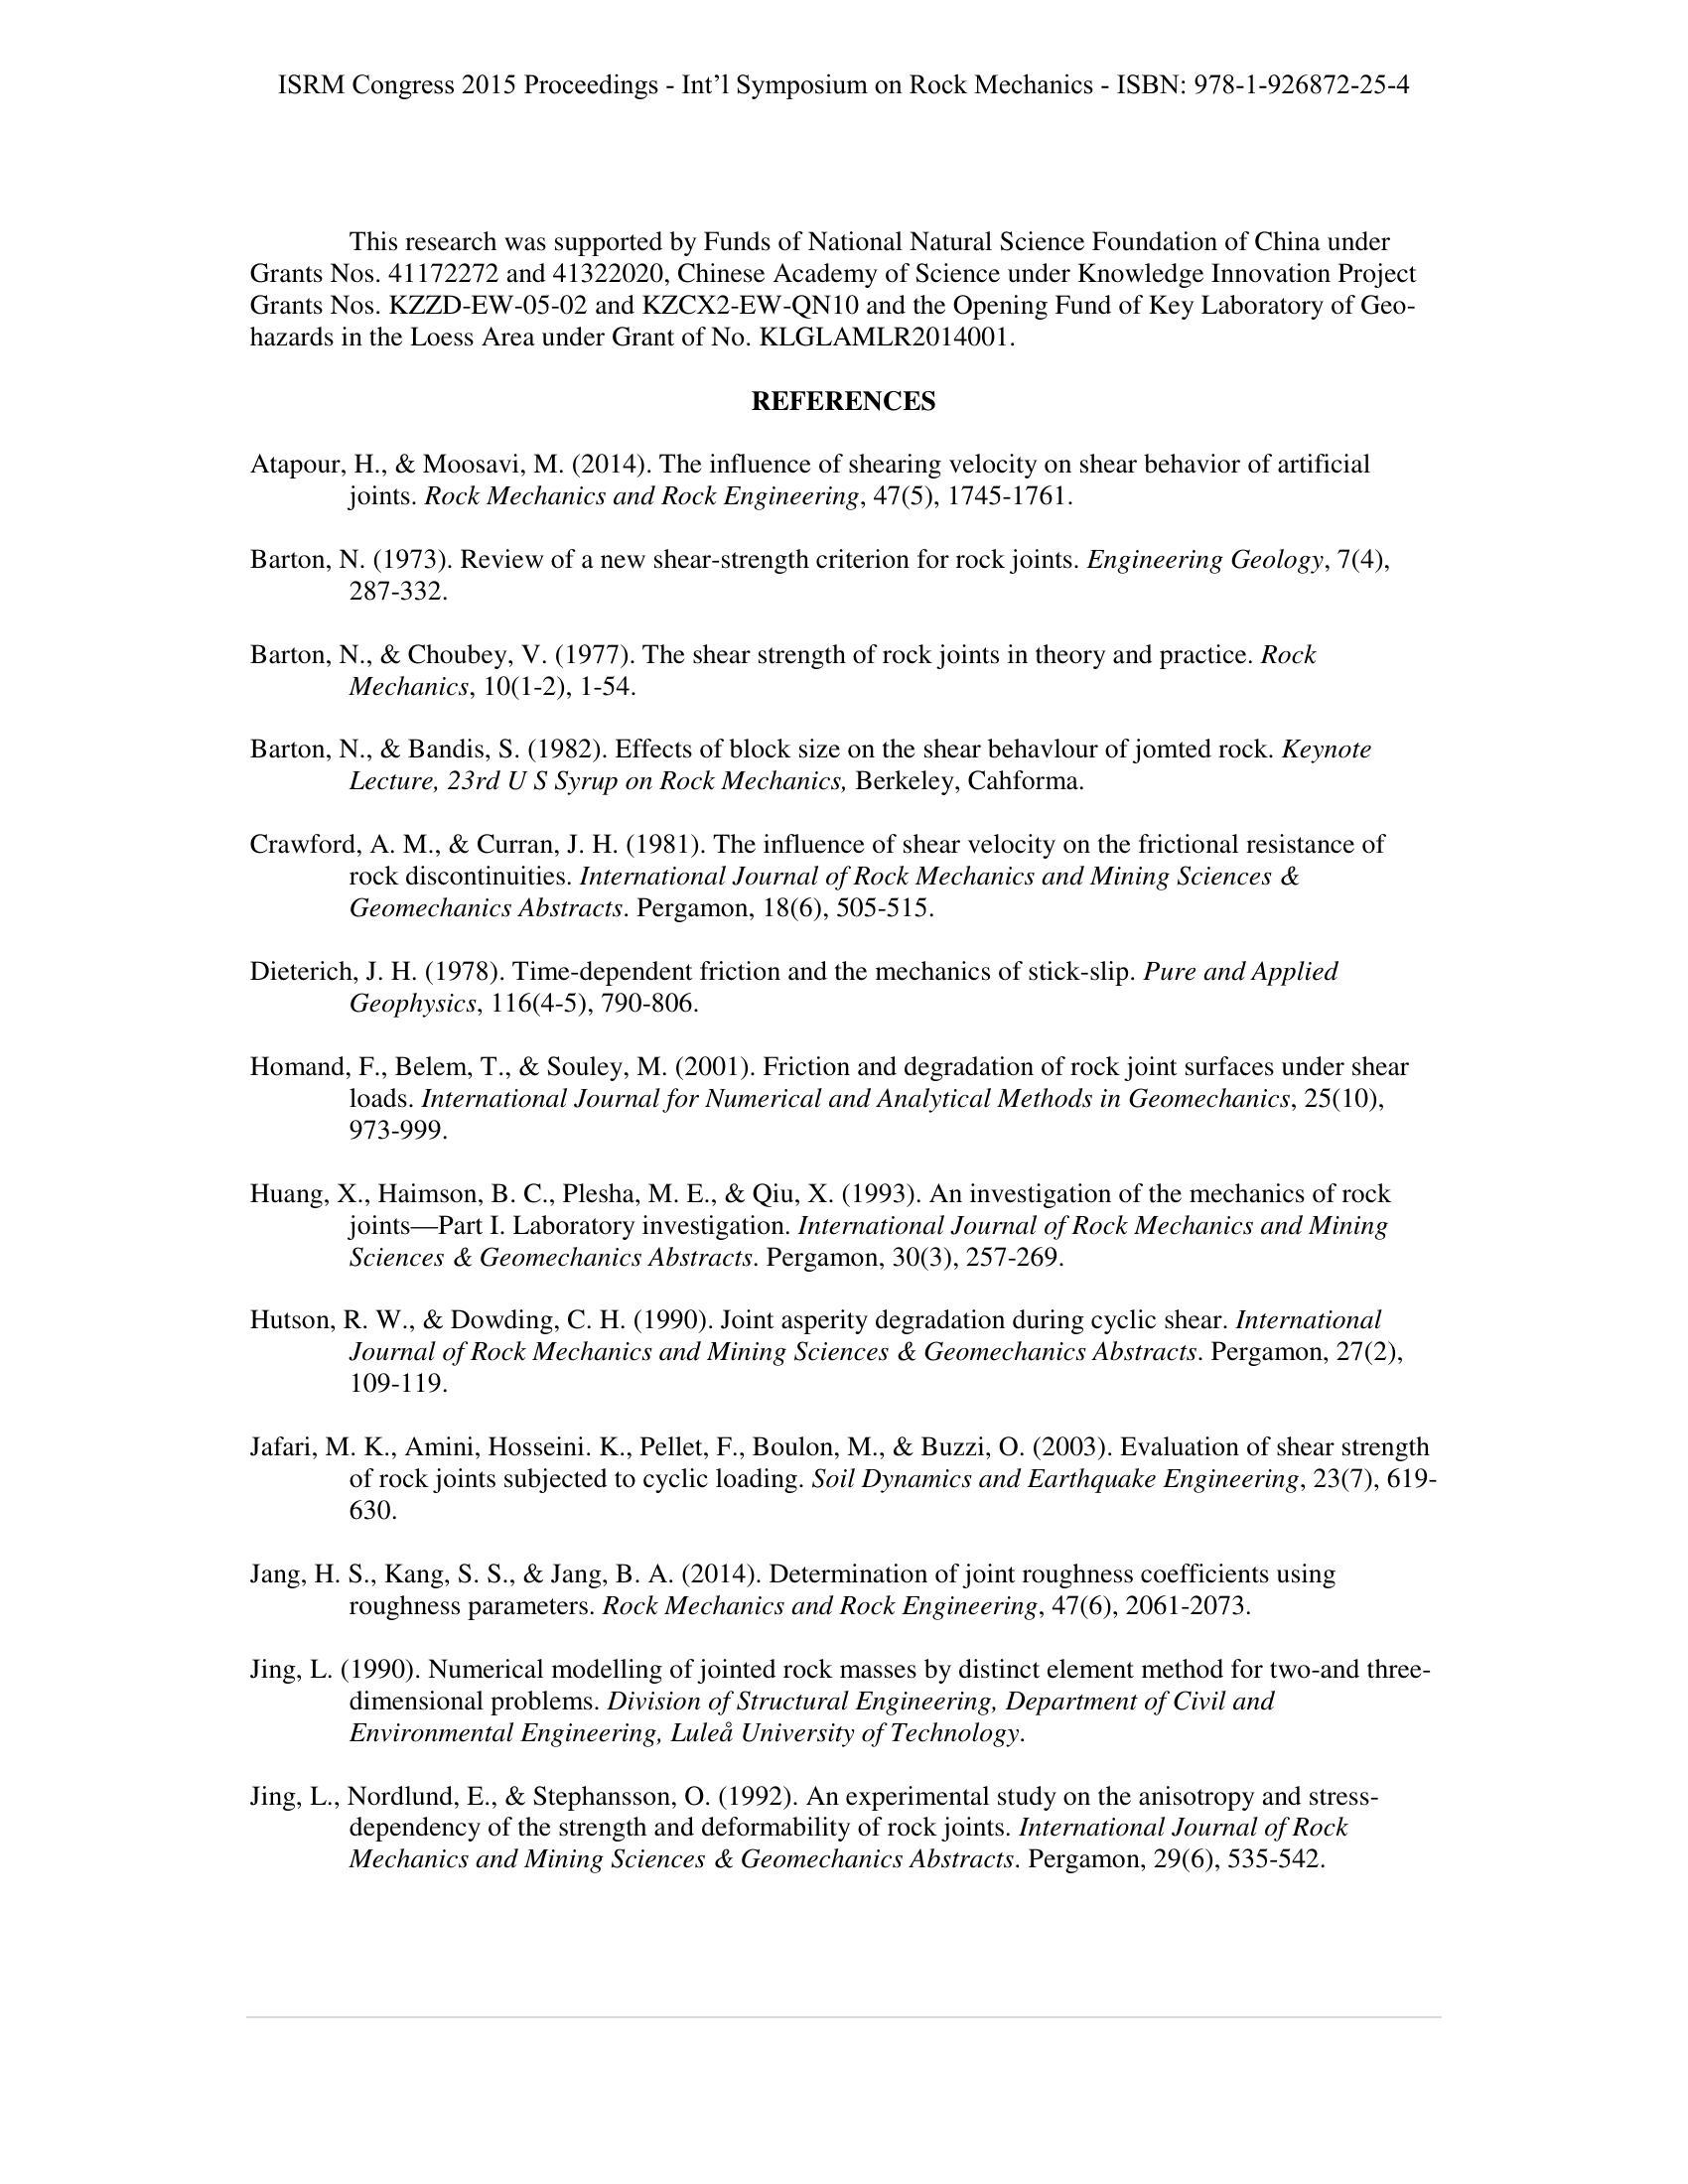 ISRM Congress 2015 Proceedings - Int’l Symposium on Rock Mechanics - ISBN: 978-1-926872-25-4
This research was supported by Funds of National Natural Science Foundation of China under
Grants Nos. 41172272 and 41322020, Chinese Academy of Science under Knowledge Innovation Project
Grants Nos. KZZD-EW-05-02 and KZCX2-EW-QN10 and the Opening Fund of Key Laboratory of Geo-
hazards in the Loess Area under Grant of No. KLGLAMLR2014001.
REFERENCES
Atapour, H., & Moosavi, M. (2014). The influence of shearing velocity on shear behavior of artificial
joints. Rock Mechanics and Rock Engineering, 47(5), 1745-1761.
Barton, N. (1973). Review of a new shear-strength criterion for rock joints. Engineering Geology, 7(4),
287-332.
Barton, N., & Choubey, V. (1977). The shear strength of rock joints in theory and practice. Rock
Mechanics, 10(1-2), 1-54.
Barton, N., & Bandis, S. (1982). Effects of block size on the shear behavlour of jomted rock. Keynote
Lecture, 23rd U S Syrup on Rock Mechanics, Berkeley, Cahforma.
Crawford, A. M., & Curran, J. H. (1981). The influence of shear velocity on the frictional resistance of
rock discontinuities. International Journal of Rock Mechanics and Mining Sciences &
Geomechanics Abstracts. Pergamon, 18(6), 505-515.
Dieterich, J. H. (1978). Time-dependent friction and the mechanics of stick-slip. Pure and Applied
Geophysics, 116(4-5), 790-806.
Homand, F., Belem, T., & Souley, M. (2001). Friction and degradation of rock joint surfaces under shear
loads. International Journal for Numerical and Analytical Methods in Geomechanics, 25(10),
973-999.
Huang, X., Haimson, B. C., Plesha, M. E., & Qiu, X. (1993). An investigation of the mechanics of rock
joints—Part I. Laboratory investigation. International Journal of Rock Mechanics and Mining
Sciences & Geomechanics Abstracts. Pergamon, 30(3), 257-269.
Hutson, R. W., & Dowding, C. H. (1990). Joint asperity degradation during cyclic shear. International
Journal of Rock Mechanics and Mining Sciences & Geomechanics Abstracts. Pergamon, 27(2),
109-119.
Jafari, M. K., Amini, Hosseini. K., Pellet, F., Boulon, M., & Buzzi, O. (2003). Evaluation of shear strength
of rock joints subjected to cyclic loading. Soil Dynamics and Earthquake Engineering, 23(7), 619-
630.
Jang, H. S., Kang, S. S., & Jang, B. A. (2014). Determination of joint roughness coefficients using
roughness parameters. Rock Mechanics and Rock Engineering, 47(6), 2061-2073.
Jing, L. (1990). Numerical modelling of jointed rock masses by distinct element method for two-and three-
dimensional problems. Division of Structural Engineering, Department of Civil and
Environmental Engineering, Luleå University of Technology.
Jing, L., Nordlund, E., & Stephansson, O. (1992). An experimental study on the anisotropy and stress-
dependency of the strength and deformability of rock joints. International Journal of Rock
Mechanics and Mining Sciences & Geomechanics Abstracts. Pergamon, 29(6), 535-542.